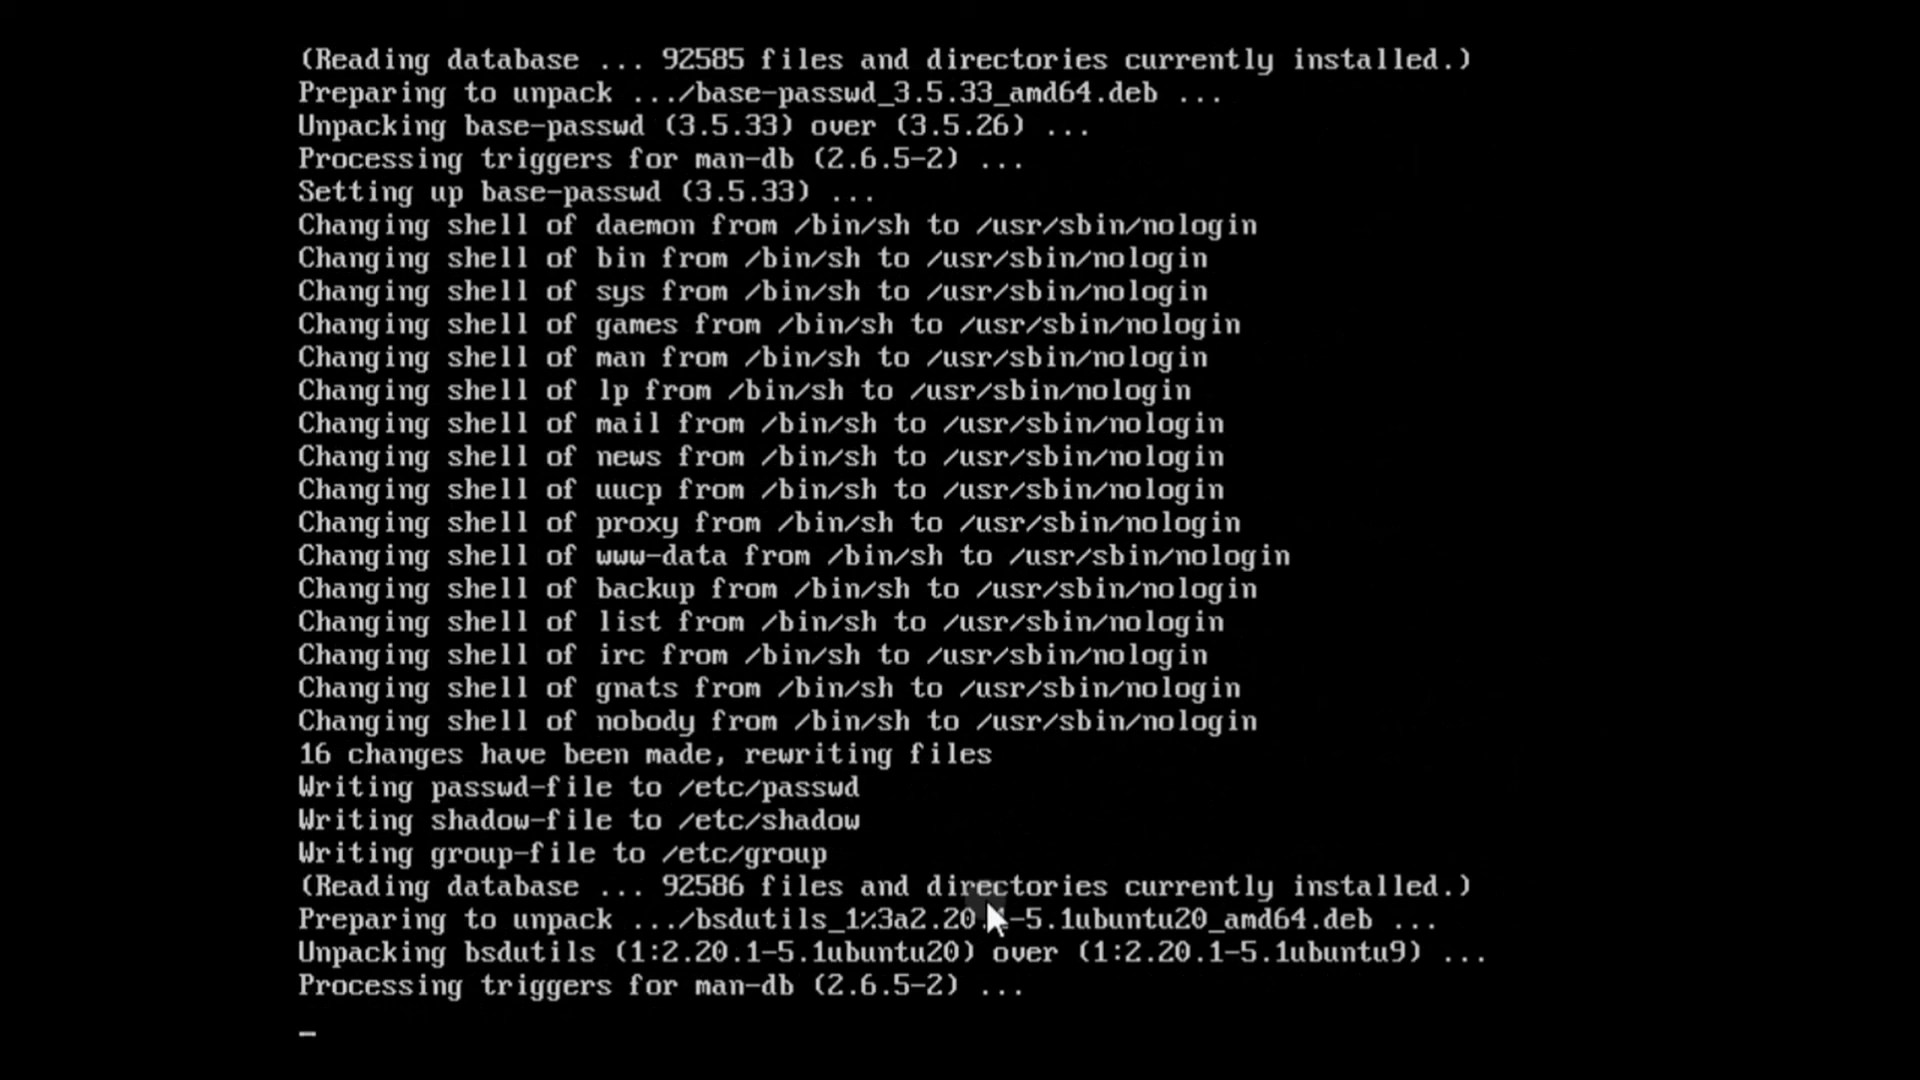 (Reading database ... 92585 files and directories currently installed.)
Preparing to unpack .../base-passwd_3.5.33_amd64.deb ...
Unpacking base-passwd (3.5.33) over (3.5.26) ...
Processing triggers for man-db (2.6.5-2) ...
Setting up base-passwd (3.5.33) ...
Changing shell of daemon from /bin/sh to /usr/sbin/nologin
Changing shell of bin from /bin/sh to /usr/sbin/nologin
Changing shell of sys from /bin/sh to /usr/sbin/nologin
Changing shell of games from /bin/sh to /usr/sbin/nologin
Changing shell of man from /bin/sh to /usr/sbin/nologin
Changing shell of lp from /bin/sh to /usr/sbin/nologin
Changing shell of mail from /bin/sh to /usr/sbin/nologin
Changing shell of news from /bin/sh to /usr/sbin/nologin
Changing shell of uucp from /bin/sh to /usr/sbin/nologin
Changing shell of proxy from /bin/sh to /usr/sbin/nologin
Changing shell of www-data from /bin/sh to /usr/sbin/nologin
Changing shell of backup from /bin/sh to /usr/sbin/nologin
Changing shell of list from /bin/sh to /usr/sbin/nologin
Changing shell of irc from /bin/sh to /usr/sbin/nologin
Changing shell of gnats from /bin/sh to /usr/sbin/nologin
Changing shell of nobody from /bin/sh to /usr/sbin/nologin
16 changes have been made, rewriting files
Writing passwd-file to /etc/passwd
Writing shadow-file to /etc/shadow
Writing group-file to /etc/group
(Reading database ... 92586 files and directories currently installed.)
Preparing to unpack .../bsdutils_1%3a2.20.1-5.1ubuntu20_amd64.deb ...
Unpacking bsdutils (1:2.20.1-5.1ubuntu20) over (1:2.20.1-5.1ubuntu9) ...
Processing triggers for man-db (2.6.5-2) ...